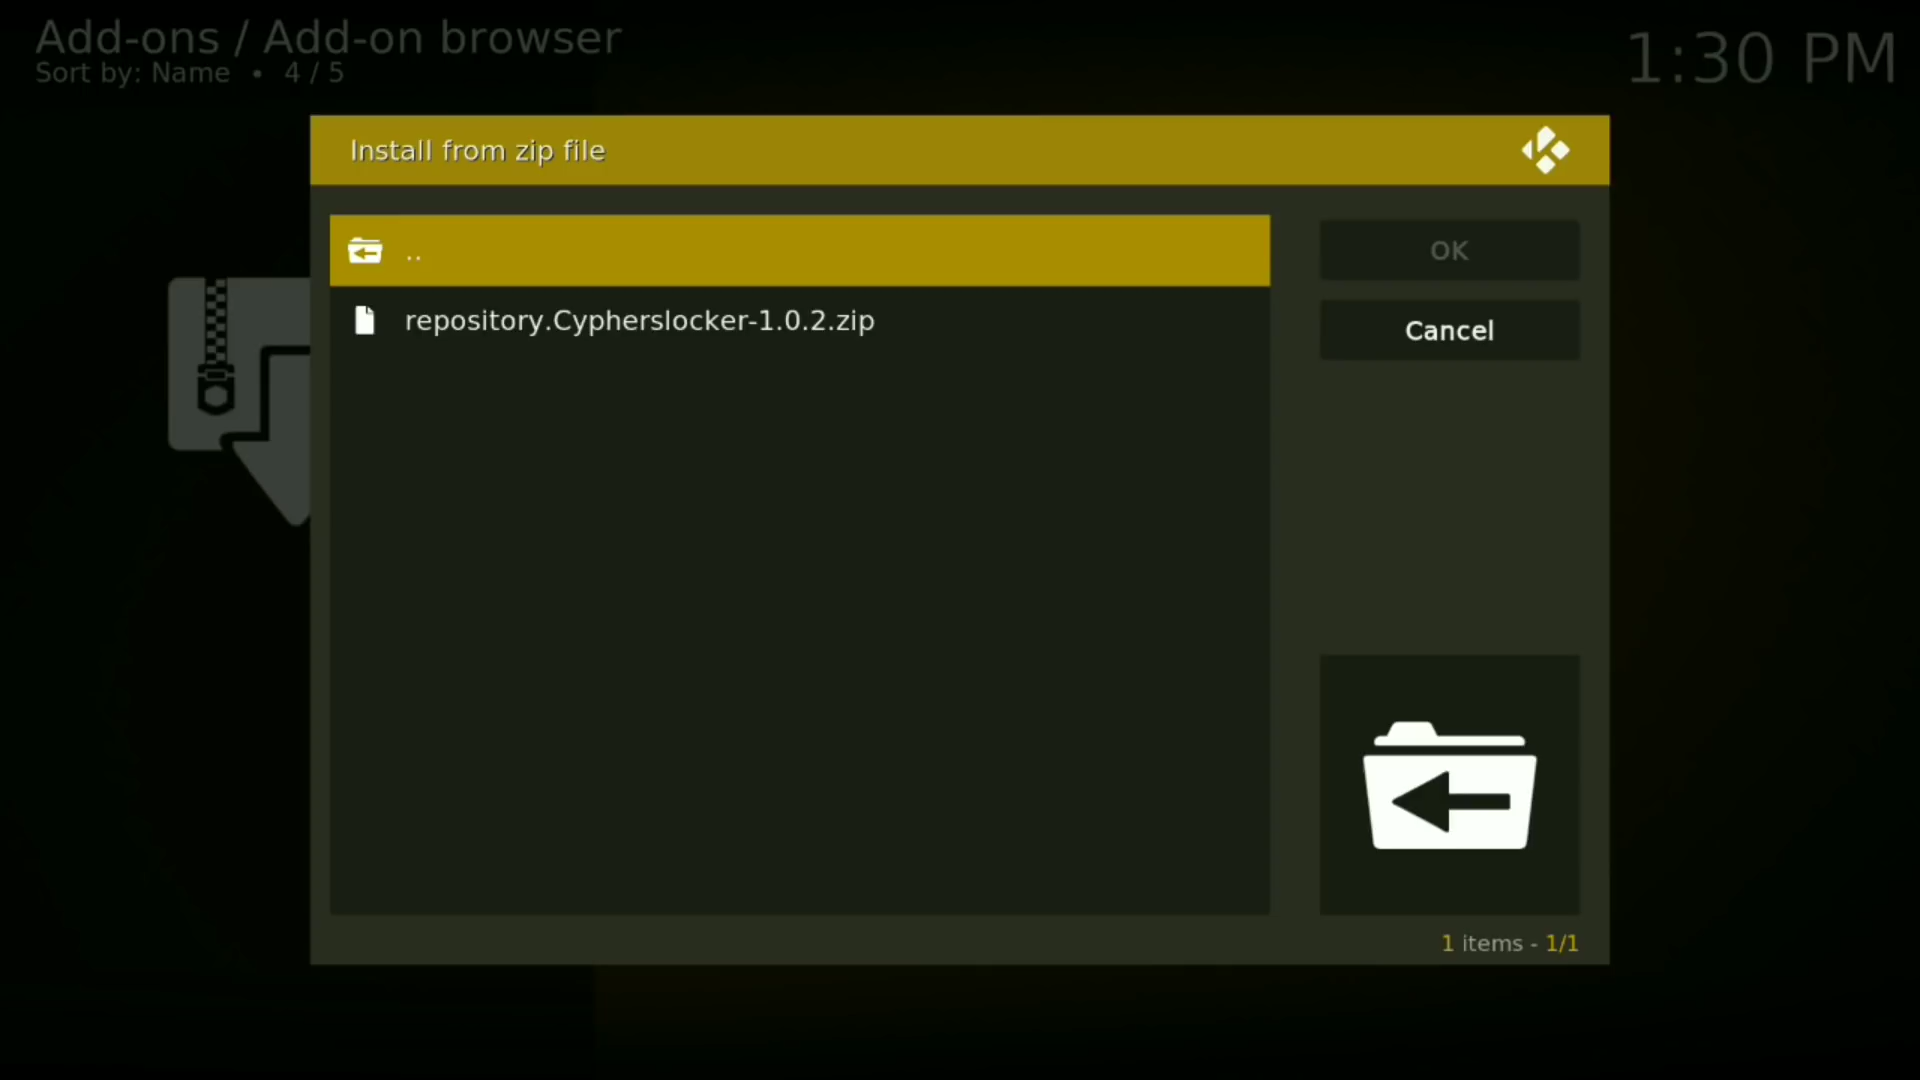 Add-ons / Add-on browser
Sort by: Name • 4 / 5
1:30 PM
Install from zip file
..
OK
repository.Cypherslocker-1.0.2.zip
Cancel
1 items - 1/1